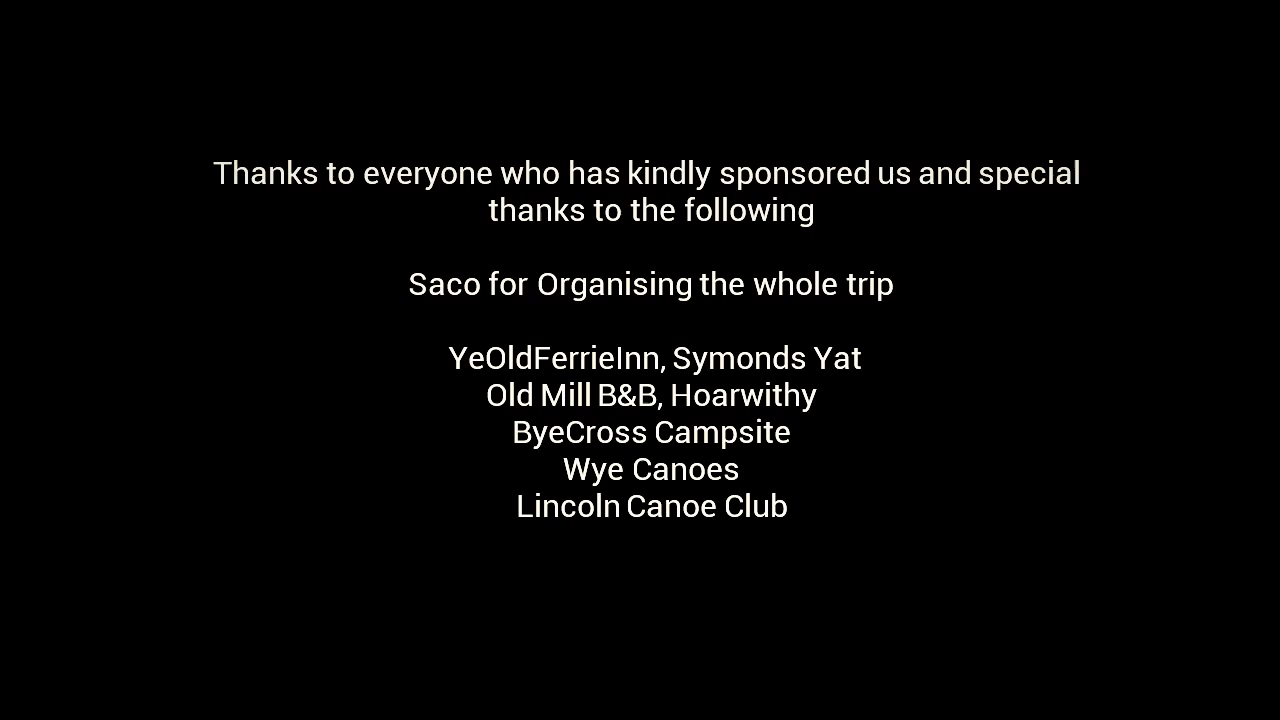 Thanks to everyone who has kindly sponsored us and special
thanks to the following
Saco for Organising the whole trip
YeOldFerrieInn, Symonds Yat
Old Mill B&B, Hoarwithy
ByeCross Campsite
Wye Canoes
Lincoln Canoe Club